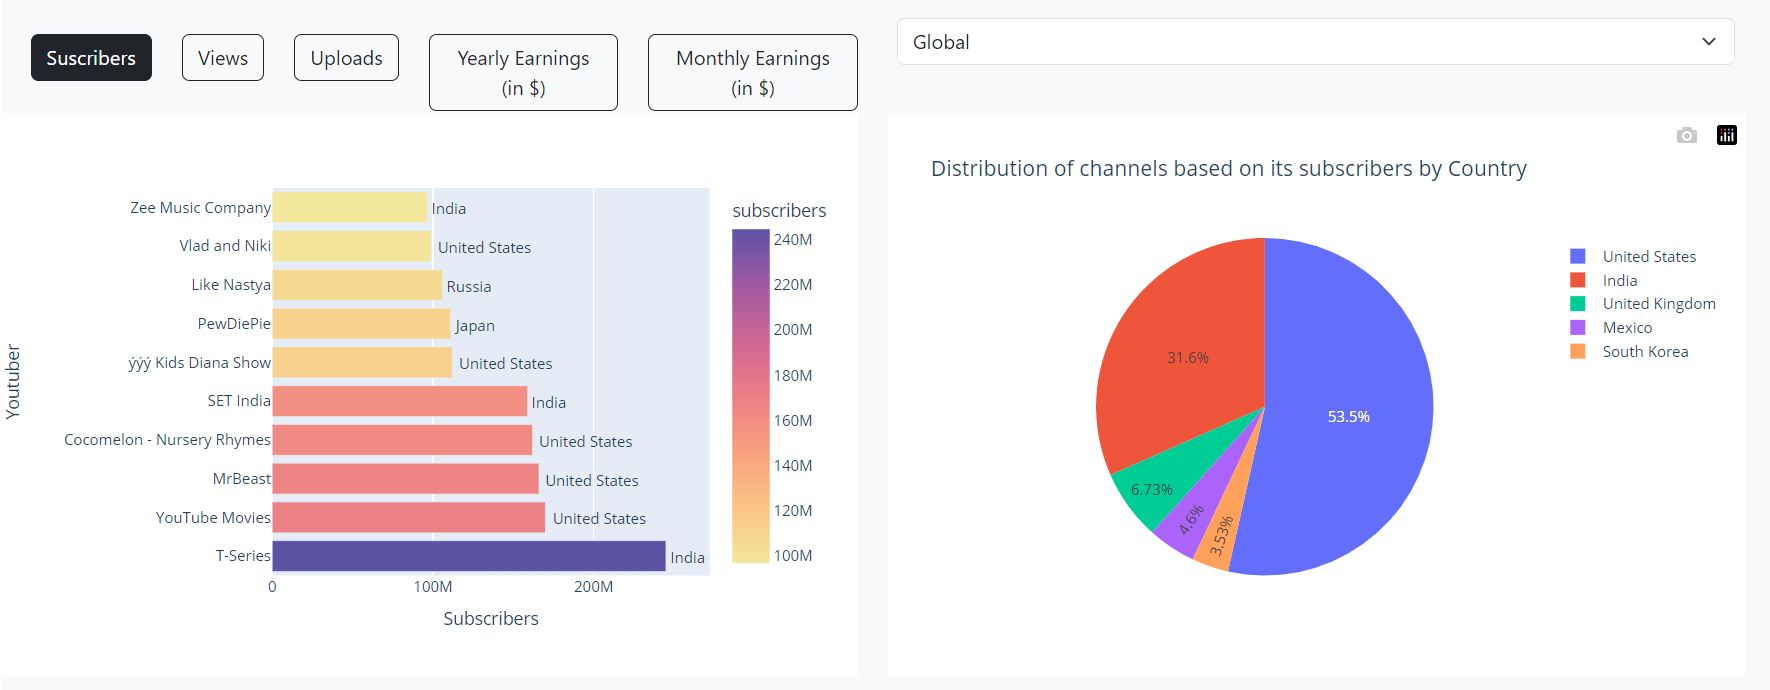 Suscribers
Views
Uploads
Yearly Earnings
(in $)
Monthly Earnings
(in $)
Global
Youtuber
Zee Music Company
India
Vlad and Niki
United States
Like Nastya
Russia
PewDiePie
Japan
ýýý Kids Diana Show
United States
SET India
India
Cocomelon - Nursery Rhymes
United States
MrBeast
United States
YouTube Movies
United States
T-Series
India
0
100M
200M
Subscribers
subscribers
240M
220M
200M
180M
160M
140M
120M
100M
Distribution of channels based on its subscribers by Country
31.6%
53.5%
6.73%
4.6%
3.53%
United States
India
United Kingdom
Mexico
South Korea